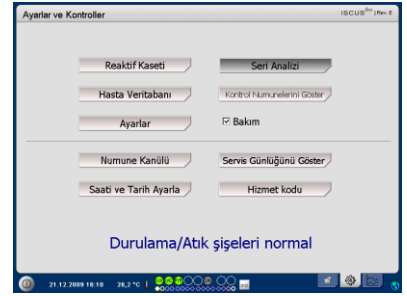 Ayarlar ve Kontroller
Reaktif Kaseti
Seri Analizi
Hasta Veritabanı
Kontrol Numunelerini Göster
Ayarlar
Bakım
Numune Kanülü
Servis Günlüğünü Göster
Saati ve Tarih Ayarla
Hizmet kodu
Durulama/Atık şişeleri normal
21.12.2009 16:10 26,2 °C